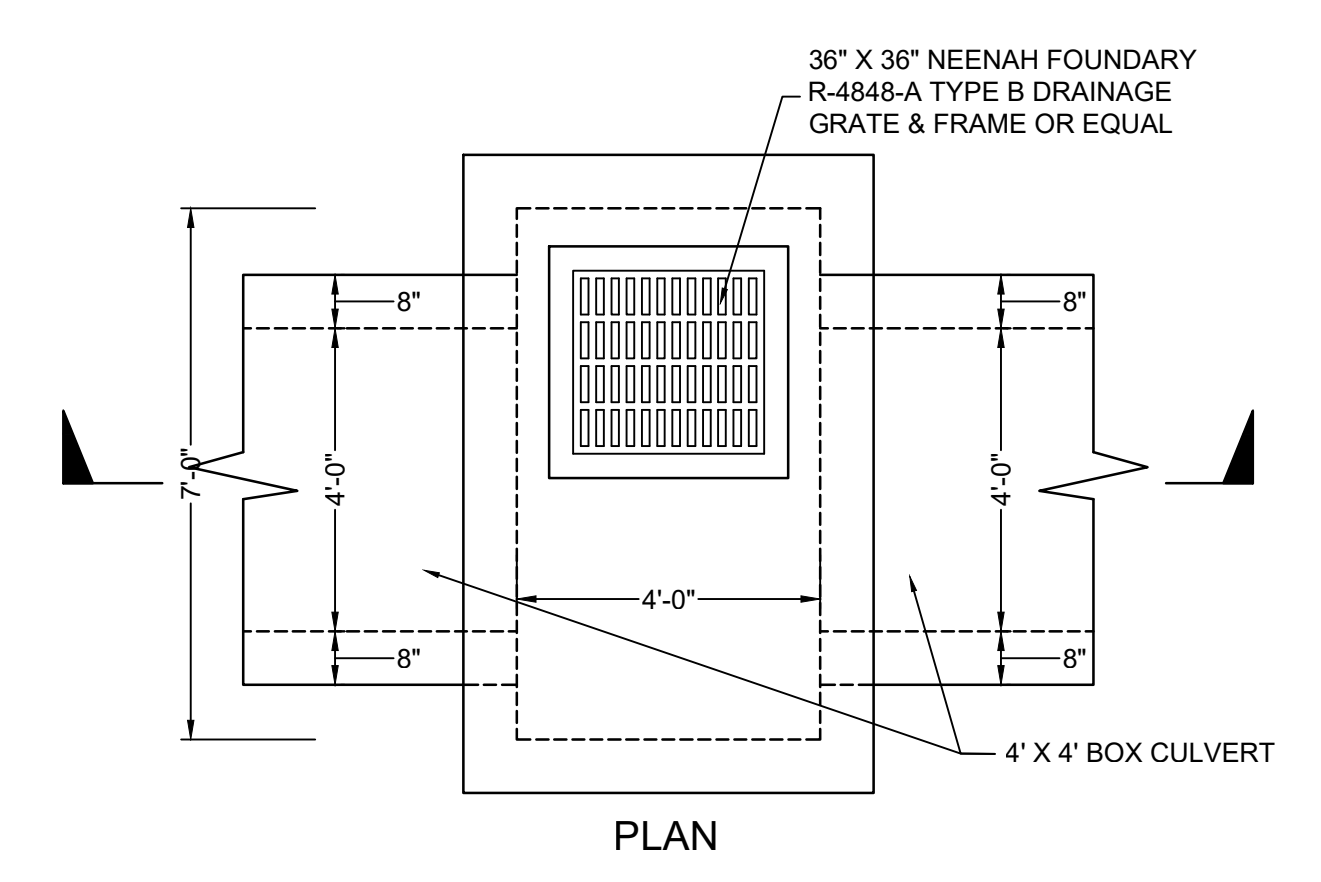 36" X 36" NEENAH FOUNDARY
R-4848-A TYPE B DRAINAGE
GRATE & FRAME OR EQUAL
8"
8"
7'-0"
4'-0"
4'-0"
4'-0"
8"
8"
4' X 4' BOX CULVERT
PLAN